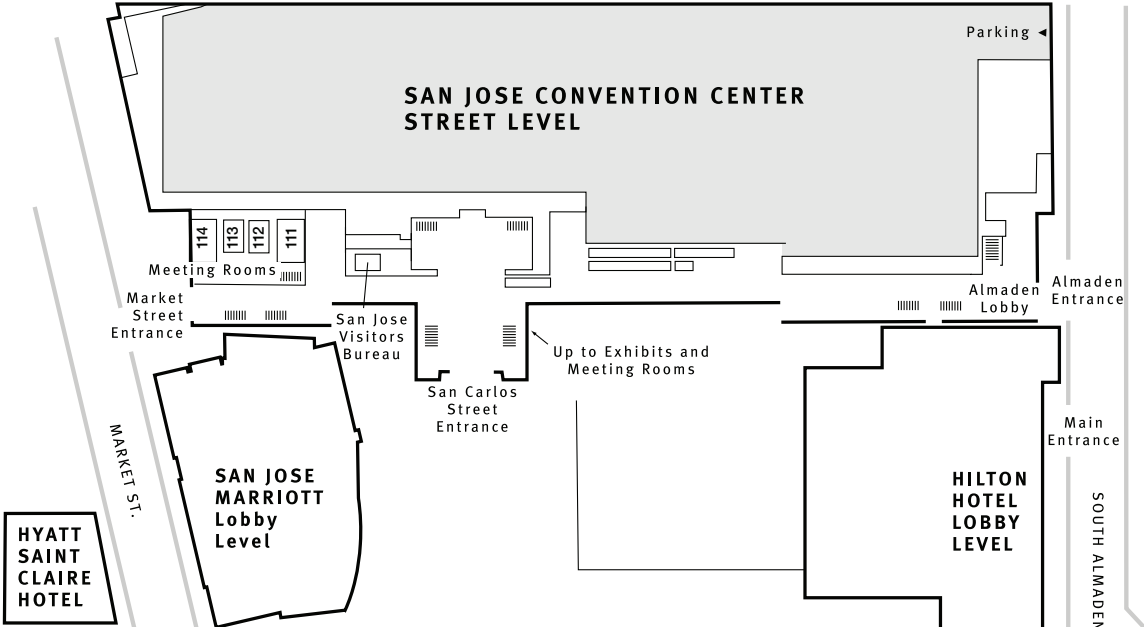 Parking
SAN JOSE CONVENTION CENTER
STREET LEVEL
114
113
112
111
Meeting Rooms
Market
Street
Entrance
San Jose
Visitors
Bureau
Up to Exhibits and
Meeting Rooms
San Carlos
Street
Entrance
Almaden
Lobby
Almaden
Entrance
Main
Entrance
MARKET ST.
SAN JOSE
MARRIOTT
Lobby
Level
HILTON
HOTEL
LOBBY
LEVEL
SOUTH ALMADEN
HYATT
SAINT
CLAIRE
HOTEL